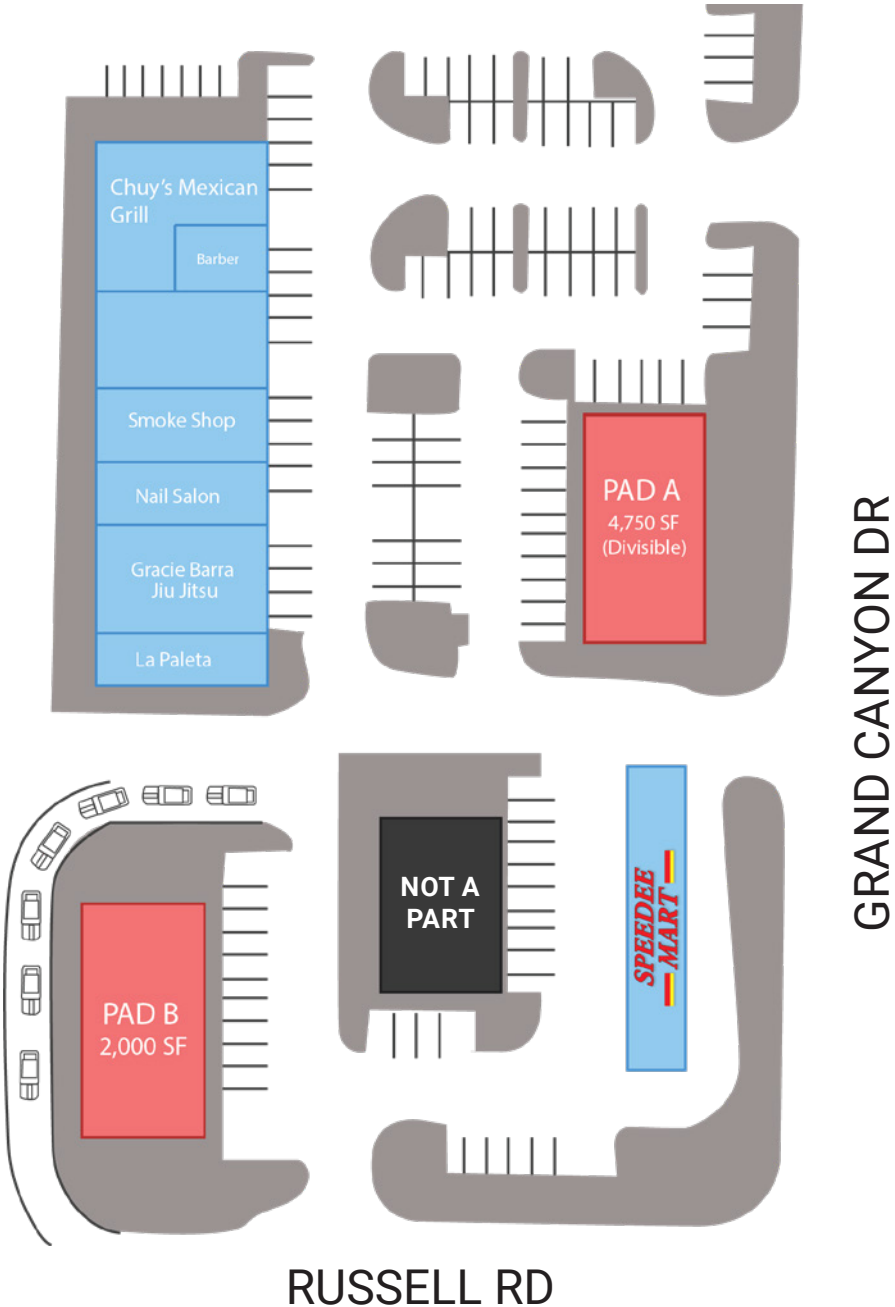 Chuy's Mexican
Grill
Barber
Smoke Shop
Nail Salon
Gracie Barra
Jiu Jitsu
La Paleta
PAD A
4,750 SF
(Divisible)
GRAND CANYON DR
NOT A
PART
SPEEDEE
MART
PAD B
2,000 SF
RUSSELL RD